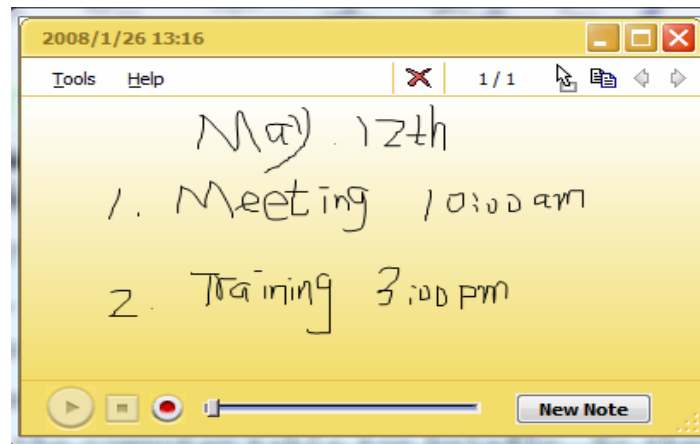 2008/1/26 13:16
Tools Help 1 / 1
May. 12th
1. Meeting 10:00 am
2. Training 3:00 pm
New Note